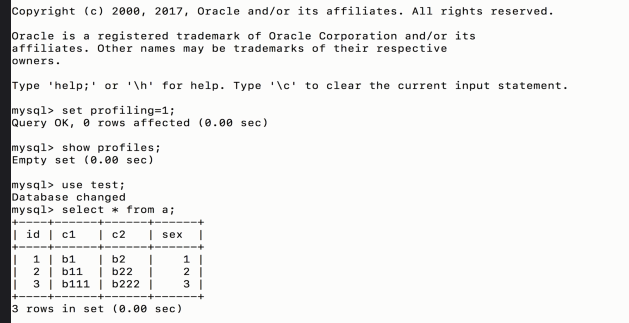 Copyright (c) 2000, 2017, Oracle and/or its affiliates. All rights reserved.
Oracle is a registered trademark of Oracle Corporation and/or its
affiliates. Other names may be trademarks of their respective
owners.
Type 'help;' or '\h' for help. Type '\c' to clear the current input statement.
mysql> set profiling=1;
Query OK, 0 rows affected (0.00 sec)
mysql> show profiles;
Empty set (0.00 sec)
mysql> use test;
Database changed
mysql> select * from a;
+----+------+------+------+
| id | c1   | c2   | sex  |
+----+------+------+------+
|  1 | b1   | b2   |    1 |
|  2 | b11  | b22  |    2 |
|  3 | b111 | b222 |    3 |
+----+------+------+------+
3 rows in set (0.00 sec)